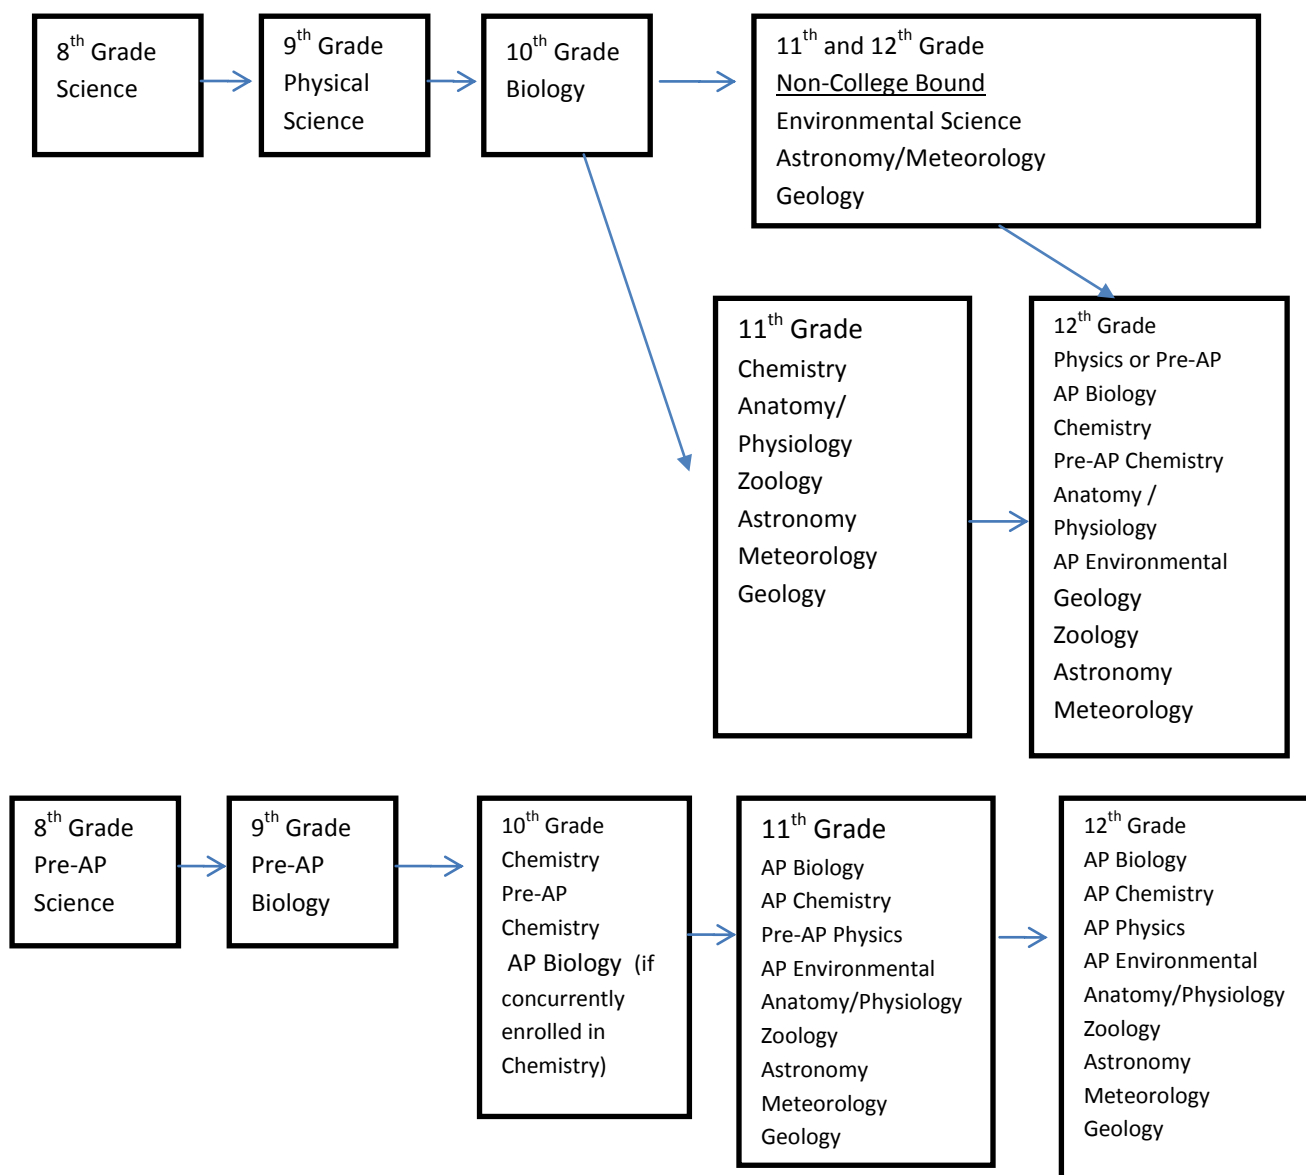 8th Grade
Science
9th Grade
Physical
Science
10th Grade
Biology
11th and 12th Grade
Non-College Bound
Environmental Science
Astronomy/Meteorology
Geology
11th Grade
Chemistry
Anatomy/
Physiology
Zoology
Astronomy
Meteorology
Geology
12th Grade
Physics or Pre-AP
AP Biology
Chemistry
Pre-AP Chemistry
Anatomy /
Physiology
AP Environmental
Geology
Zoology
Astronomy
Meteorology
8th Grade
Pre-AP
Science
9th Grade
Pre-AP
Biology
10th Grade
Chemistry
Pre-AP
Chemistry
AP Biology (if
concurrently
enrolled in
Chemistry)
11th Grade
AP Biology
AP Chemistry
Pre-AP Physics
AP Environmental
Anatomy/Physiology
Zoology
Astronomy
Meteorology
Geology
12th Grade
AP Biology
AP Chemistry
AP Physics
AP Environmental
Anatomy/Physiology
Zoology
Astronomy
Meteorology
Geology